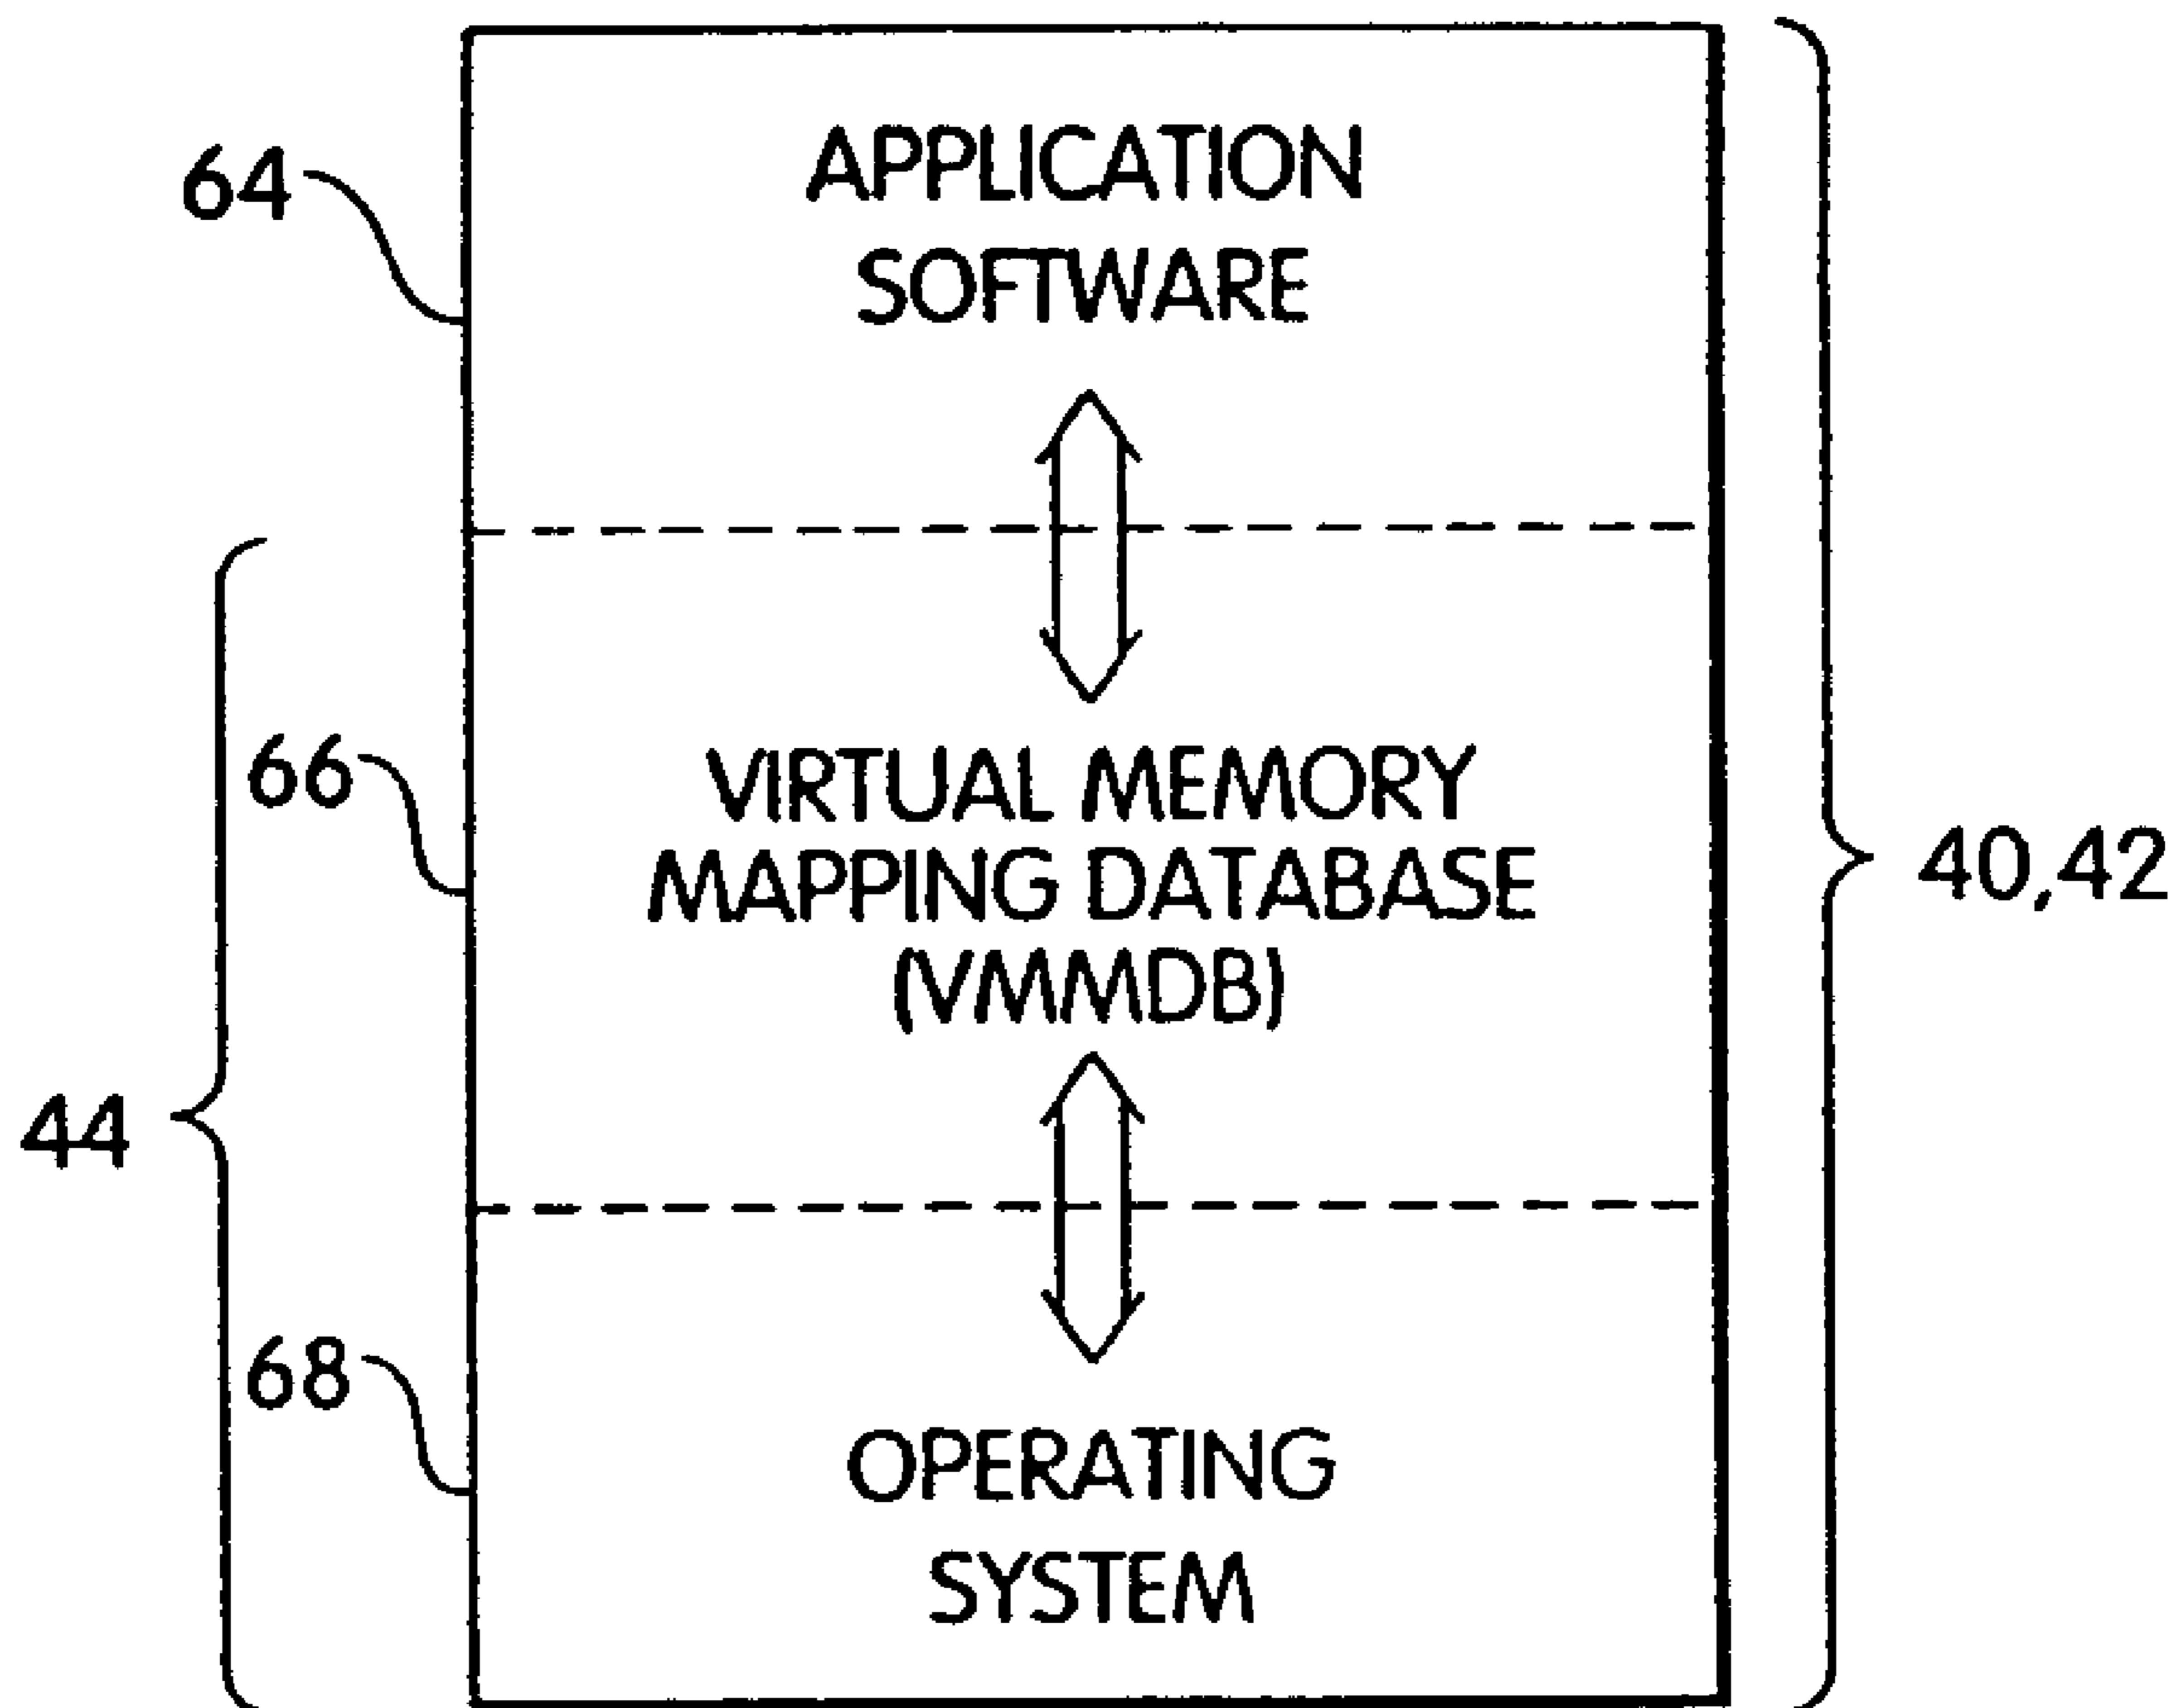 64
APPLICATION
SOFTWARE
66
VIRTUAL MEMORY
MAPPING DATABASE
(VMMDB)
40,42
44
68
OPERATING
SYSTEM